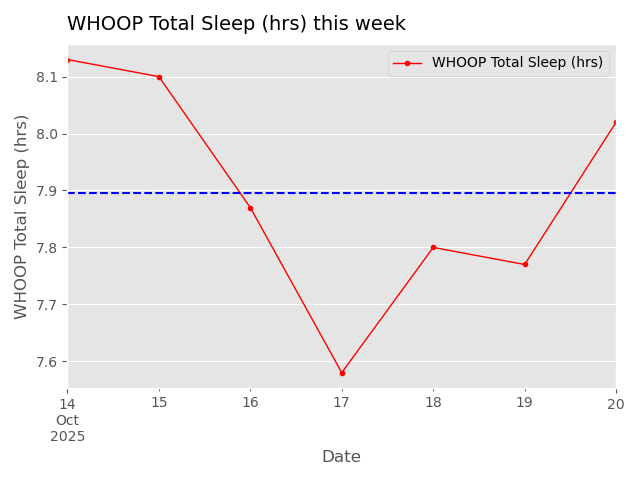 WHOOP Total Sleep (hrs) this week
WHOOP Total Sleep (hrs)
WHOOP Total Sleep (hrs)
8.1
8.0
7.9
7.8
7.7
7.6
14 15 16 17 18 19 20
Oct
2025
Date